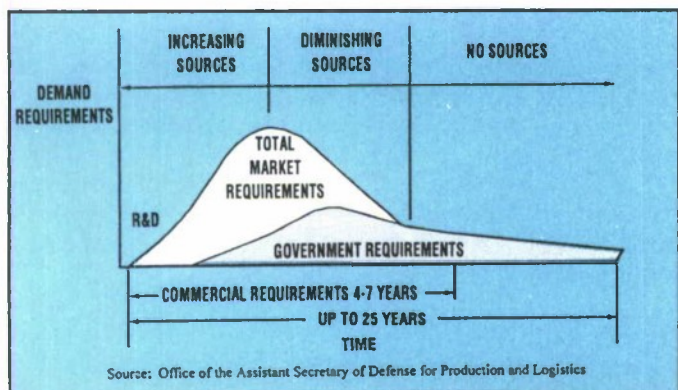 INCREASING
SOURCES
DIMINISHING
SOURCES
NO SOURCES
DEMAND
REQUIREMENTS
TOTAL
MARKET
REQUIREMENTS
R&D
GOVERNMENT REQUIREMENTS
COMMERCIAL REQUIREMENTS 4-7 YEARS
UP TO 25 YEARS
TIME
Source: Office of the Assistant Secretary of Defense for Production and Logistics